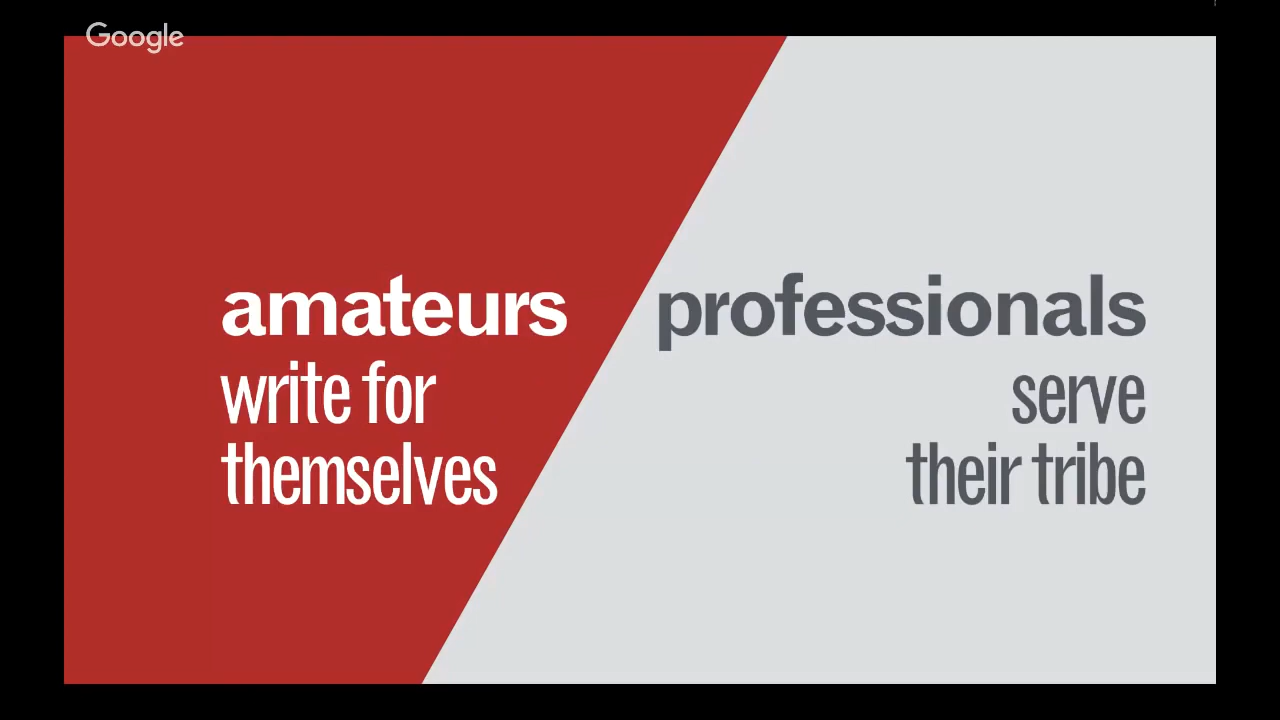 Google
amateurs
write for
themselves
professionals
serve
their tribe